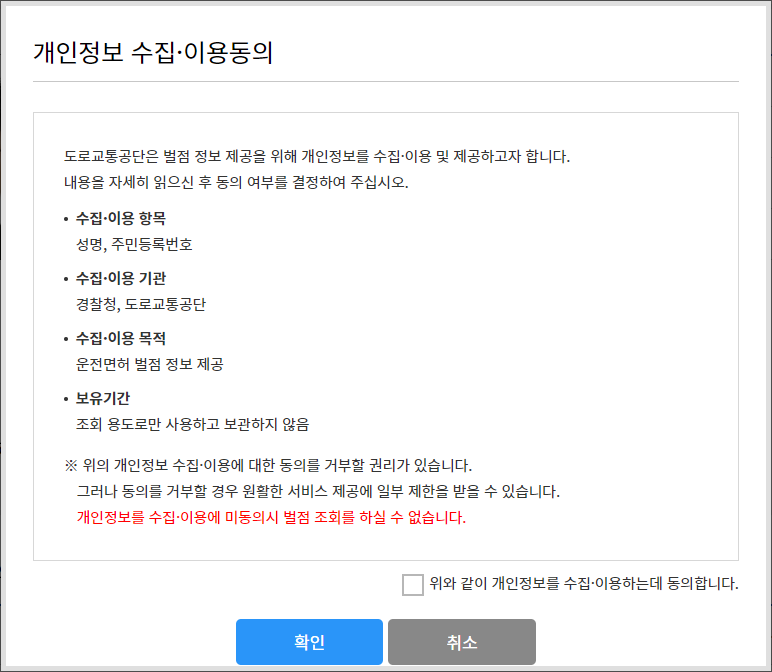 개인정보 수집·이용동의
도로교통공단은 벌점 정보 제공을 위해 개인정보를 수집·이용 및 제공하고자 합니다.
내용을 자세히 읽으신 후 동의 여부를 결정하여 주십시오.
• 수집·이용 항목
성명, 주민등록번호
• 수집·이용 기관
경찰청, 도로교통공단
• 수집·이용 목적
운전면허 벌점 정보 제공
• 보유기간
조회 용도로만 사용하고 보관하지 않음
※ 위의 개인정보 수집·이용에 대한 동의를 거부할 권리가 있습니다.
그러나 동의를 거부할 경우 원활한 서비스 제공에 일부 제한을 받을 수 있습니다.
개인정보를 수집·이용에 미동의시 벌점 조회를 하실 수 없습니다.
위와 같이 개인정보를 수집·이용하는데 동의합니다.
확인 취소